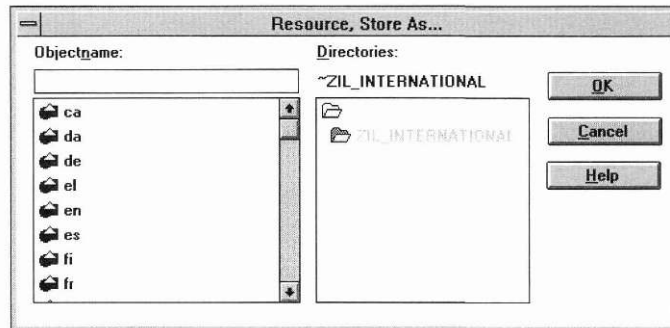 Resource, Store As...
Objectname:
Directories:
~ZIL_INTERNATIONAL
OK
ca
da
ZIL_INTERNATIONAL
Cancel
de
el
Help
en
es
fi
fr